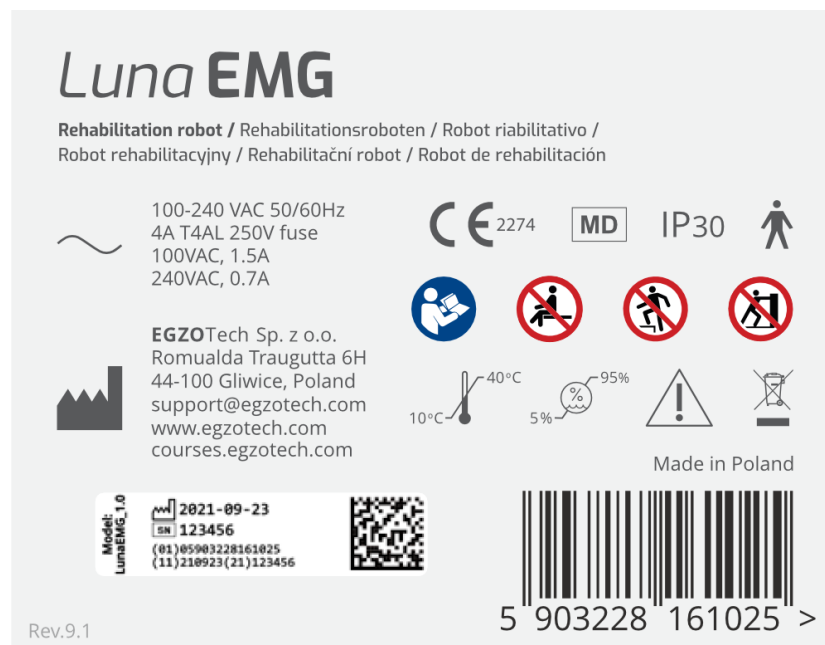 Luna EMG
Rehabilitation robot / Rehabilitationsroboten / Robot riabilitativo /
Robot rehabilitacyjny / Rehabilitační robot / Robot de rehabilitación
100-240 VAC 50/60Hz
4A T4AL 250V fuse
100VAC, 1.5A
240VAC, 0.7A
CE 2274
MD
IP30
EGZOTech Sp. z o.o.
Romualda Traugutta 6H
44-100 Gliwice, Poland
support@egzotech.com
www.egzotech.com
courses.egzotech.com
10°C
40°C
5%
%
95%
Made in Poland
Model:
LunaEMG_1.0
2021-09-23
SN 123456
(01)05903228161025
(11)210923(21)123456
5 903228 161025 >
Rev.9.1